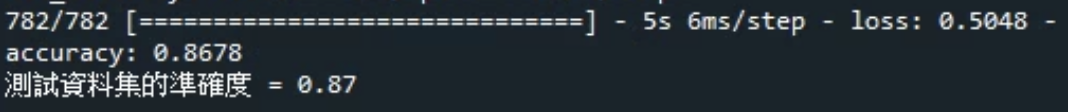 782/782 [==============================] - 5s 6ms/step - loss: 0.5048 -
accuracy: 0.8678
測試資料集的準確度 = 0.87